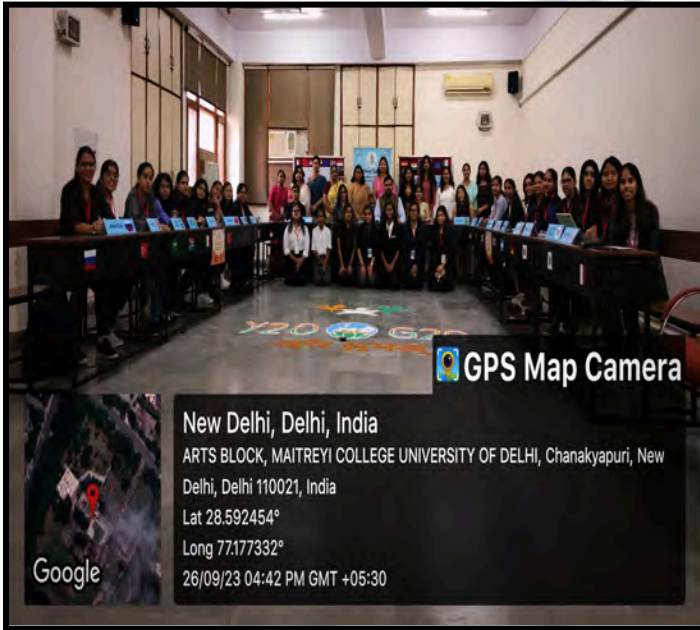 Y20 G20
GPS Map Camera
New Delhi, Delhi, India
ARTS BLOCK, MAITREYI COLLEGE UNIVERSITY OF DELHI, Chanakyapuri, New
Delhi, Delhi 110021, India
Lat 28.592454°
Long 77.177332°
26/09/23 04:42 PM GMT +05:30
Google